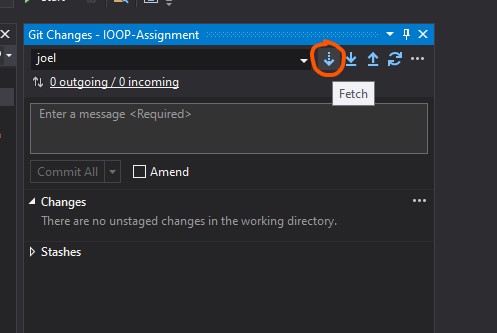 Start
Git Changes - IOOP-Assignment
joel
0 outgoing / 0 incoming
Fetch
Enter a message <Required>
Commit All
Amend
Changes
There are no unstaged changes in the working directory.
Stashes